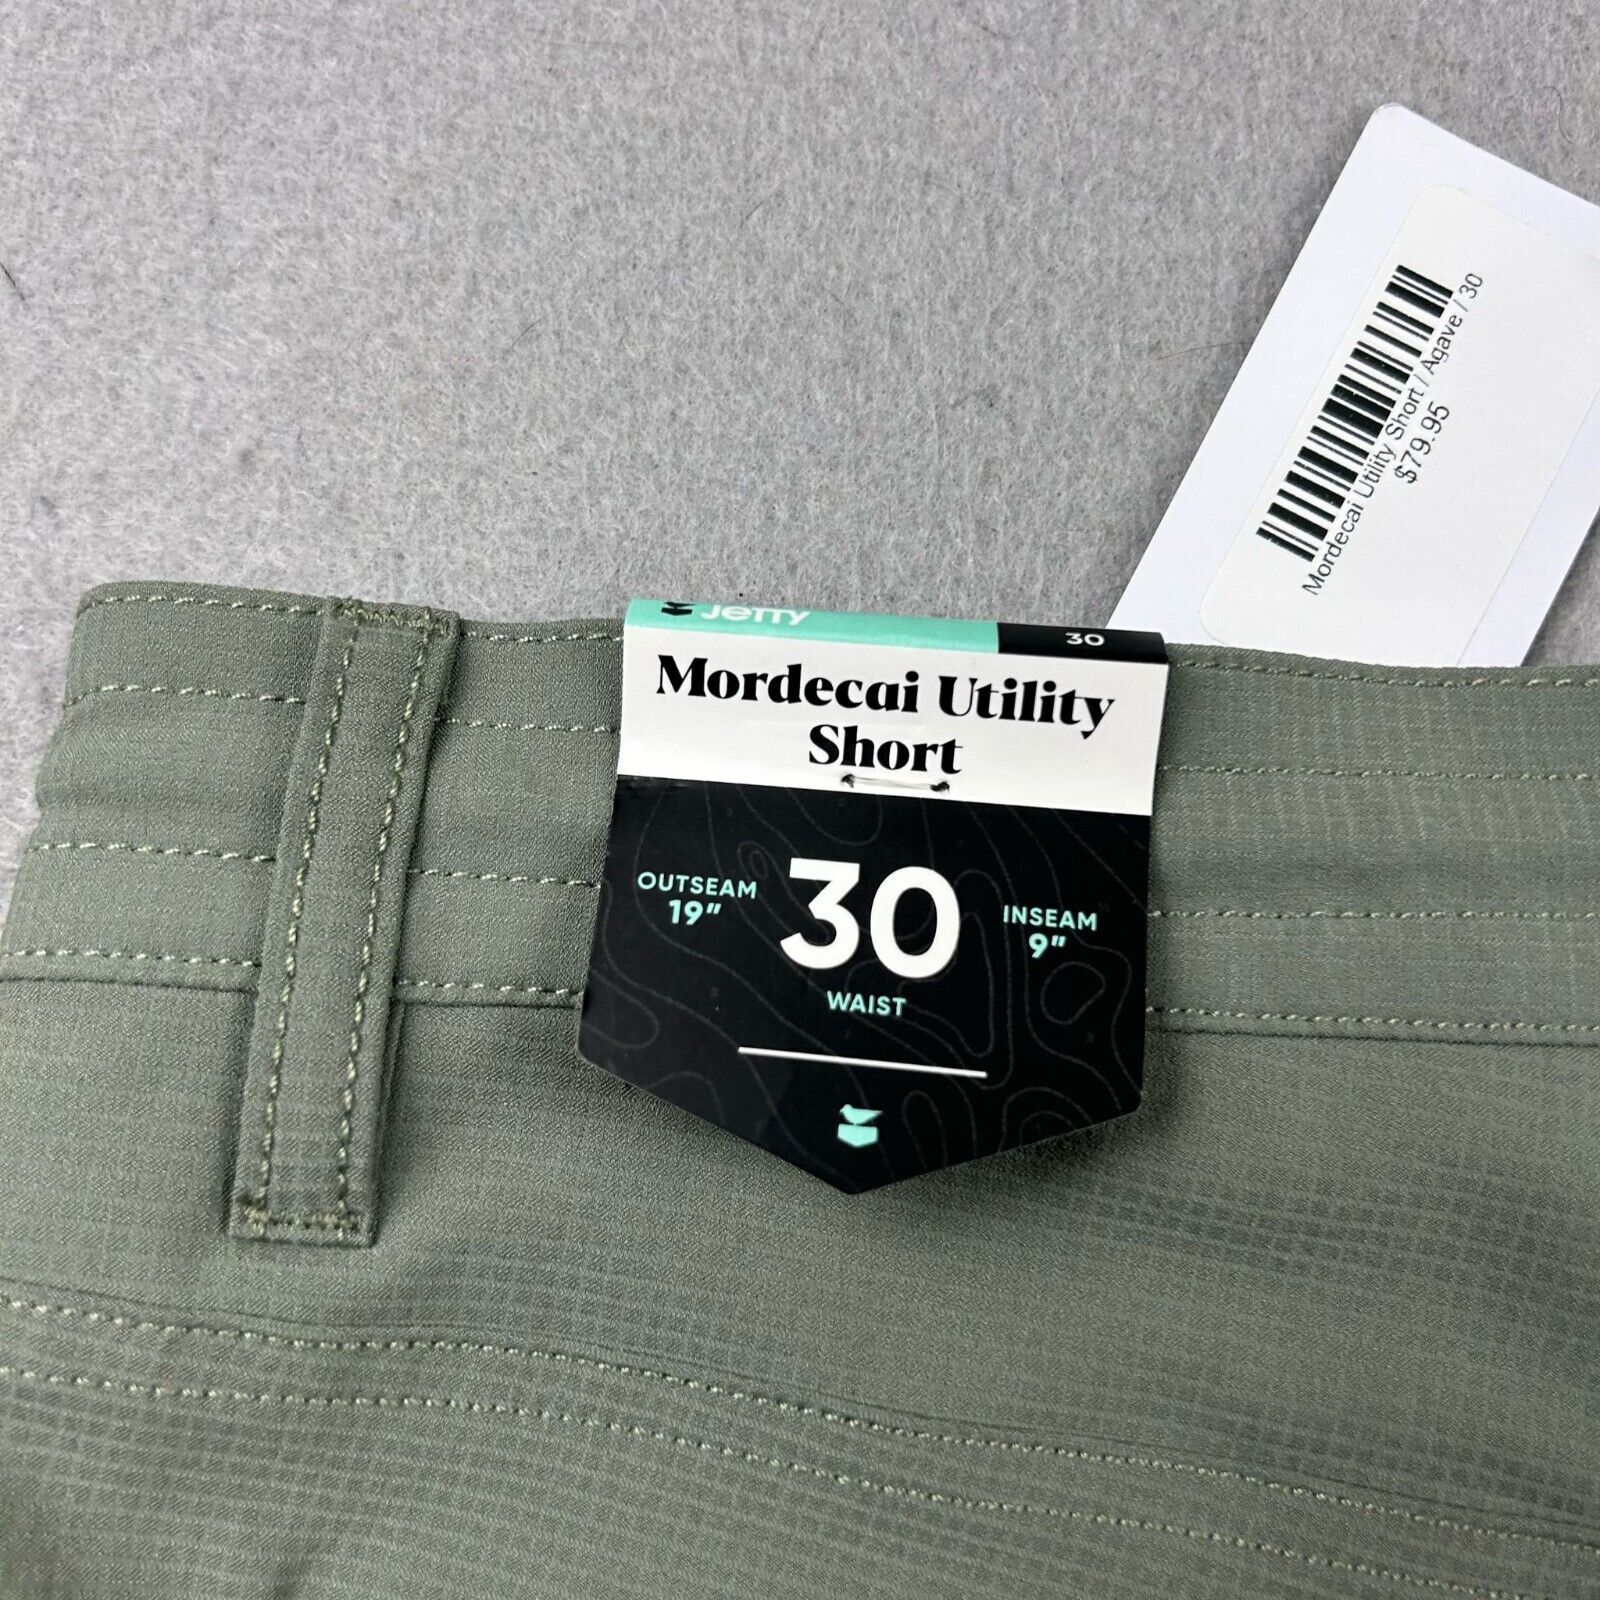 Jetty
30
Mordecai Utility
Short
OUTSEAM
19"
30
WAIST
INSEAM
9"
Mordecai Utility Short / Agave / 30
$79.95